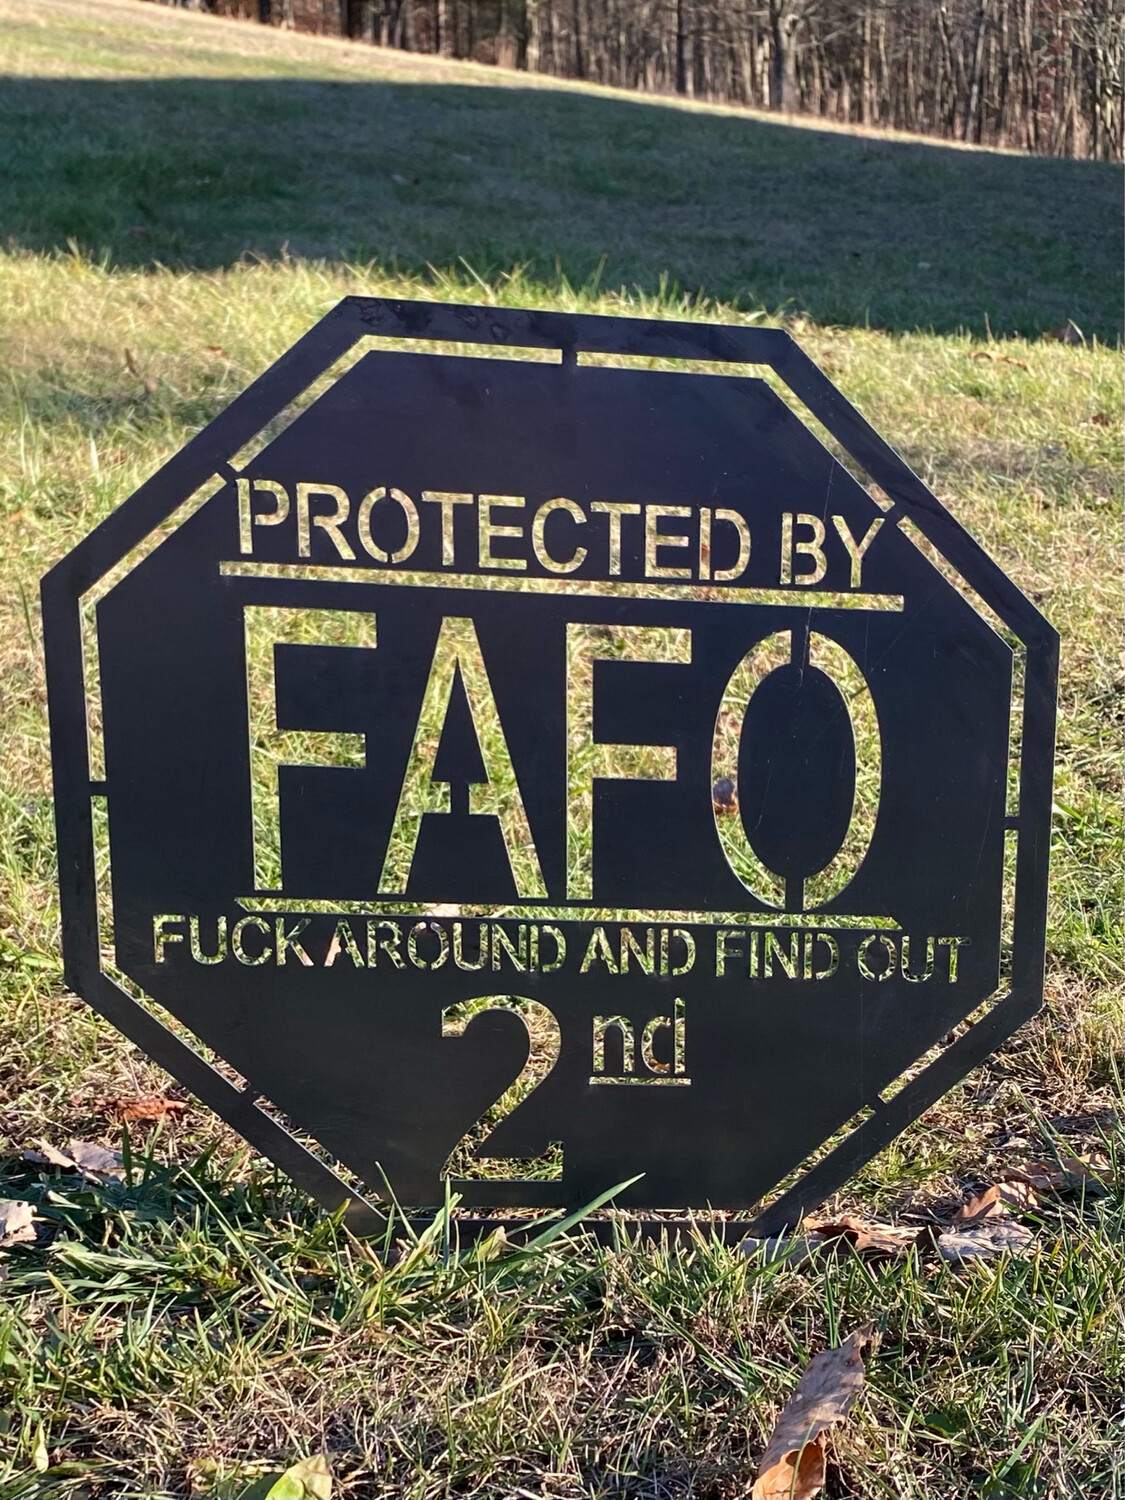 PROTECTED BY
FAFO
FUCK AROUND AND FIND OUT
2nd